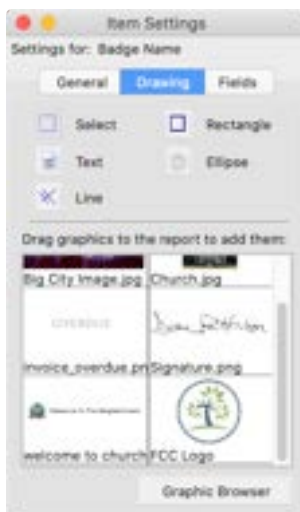 Item Settings
Settings for: Badge Name
General Drawing Fields
Select Rectangle
Text Ellipse
Line
Drag graphics to the report to add them:
Big City Image.jpg Church.jpg
OVERDUE
invoice_overdue.pn Signature.png
welcome to church FCC Logo
Graphic Browser